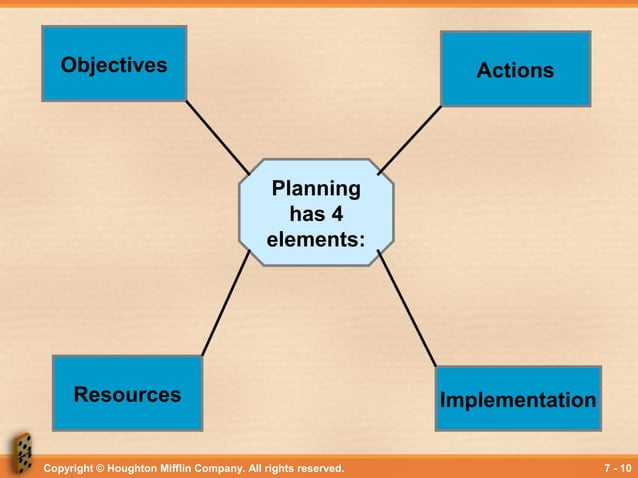 Objectives
Actions
Planning
has 4
elements:
Resources
Implementation
Copyright © Houghton Mifflin Company. All rights reserved.
7 - 10